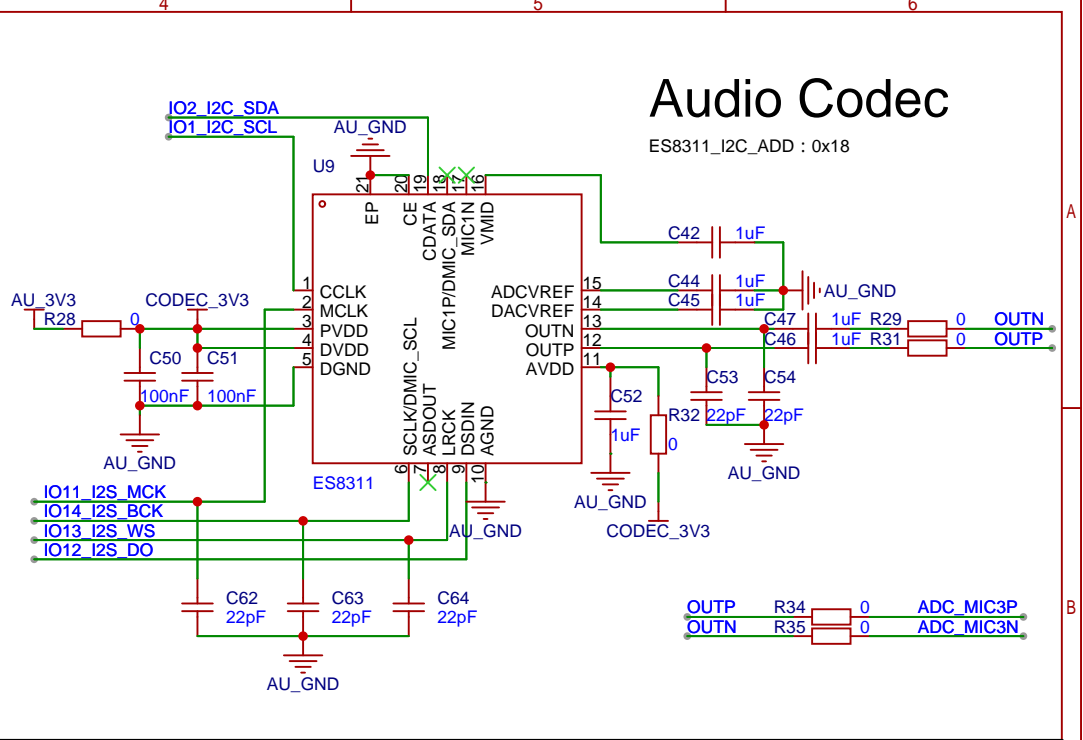 4 5 6
Audio Codec
ES8311_I2C_ADD : 0x18
IO2_I2C_SDA
IO1_I2C_SCL
AU_GND
U9
21 20 19 18 17 16
EP
CE
CDATA
MIC1P/DMIC_SDA
MIC1N
VMID
A
C42 1uF
C44 1uF
C45 1uF
AU_GND
1 CCLK
2 MCLK
3 PVDD
4 DVDD
5 DGND
ADCVREF 15
DACVREF 14
OUTN 13
OUTP 12
AVDD 11
AU_3V3
R28 0
CODEC_3V3
C50
100nF
C51
100nF
AU_GND
C47 1uF R29 0 OUTN
C46 1uF R31 0 OUTP
C52
1uF
AU_GND
R32
0
CODEC_3V3
C53
22pF
C54
22pF
AU_GND
SCLK/DMIC_SCL
ASDOUT
LRCK
DSDIN
AGND
6 7 8 9 10
ES8311
AU_GND
IO11_I2S_MCK
IO14_I2S_BCK
IO13_I2S_WS
IO12_I2S_DO
C62
22pF
C63
22pF
C64
22pF
AU_GND
OUTP R34 0 ADC_MIC3P
OUTN R35 0 ADC_MIC3N
B